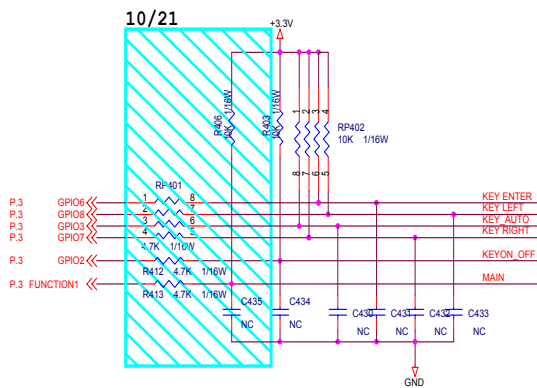 10/21
+3.3V
R406
10K 1/16W
R403
10K 1/16W
1
2
3
4
RP402
10K 1/16W
8
7
6
5
RP401
P.3 GPIO6 1 8 KEY ENTER
P.3 GPIO8 2 7 KEY LEFT
P.3 GPIO3 3 6 KEY_AUTO
P.3 GPIO7 4 5 KEY RIGHT
4.7K 1/16W
P.3 GPIO2 KEYON_OFF
R412 4.7K 1/16W
P.3 FUNCTION1 MAIN
R413 4.7K 1/16W
C435 C434 C430 C431 C432 C433
NC NC NC NC NC NC
GND